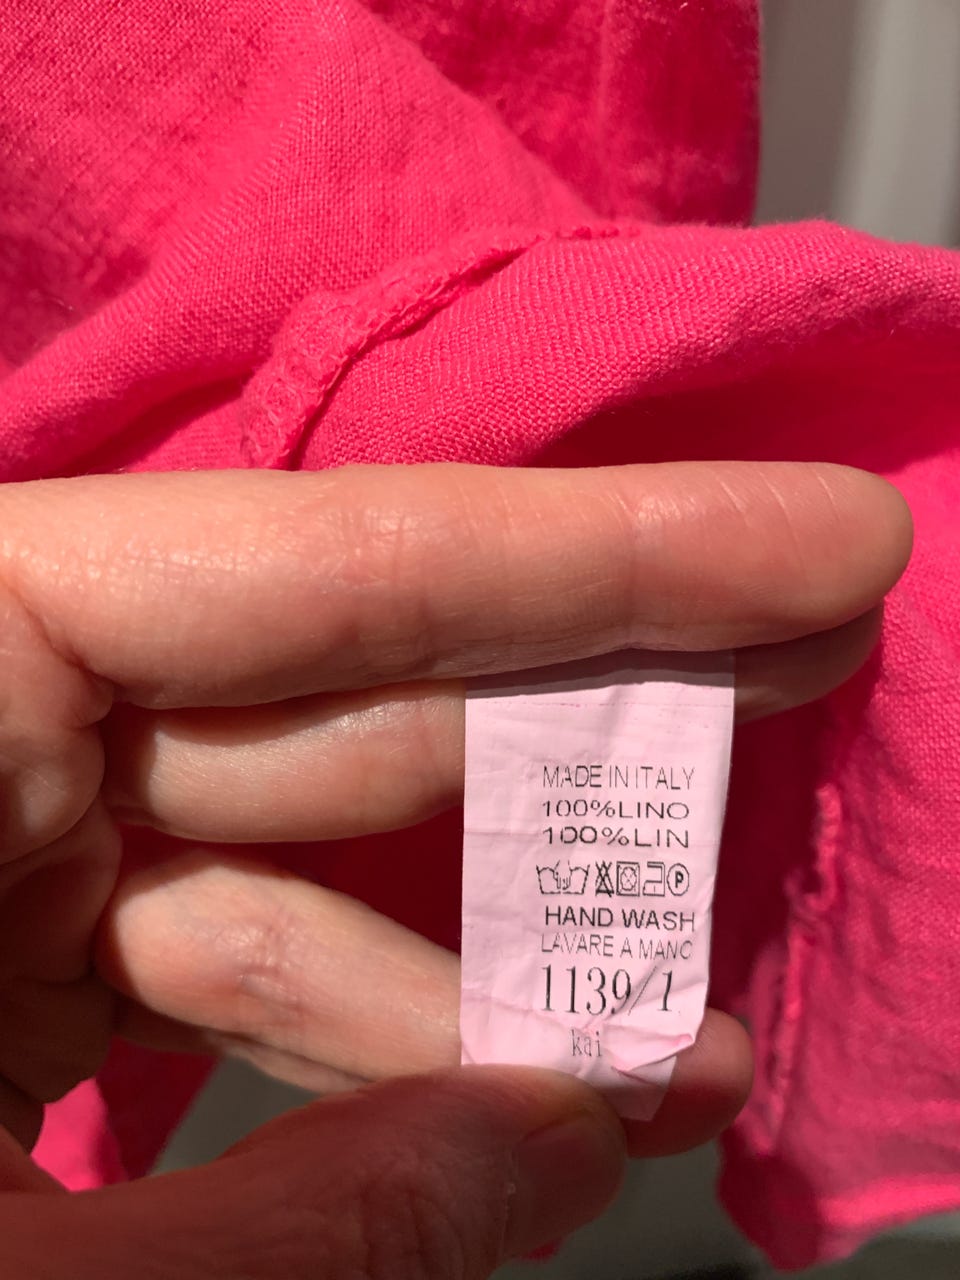 MADE IN ITALY
100%LINO
100%LIN
P
HAND WASH
LAVARE A MANO
1139/1
kai